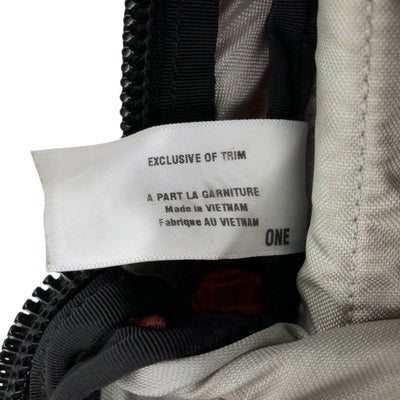 EXCLUSIVE OF TRIM
A PART LA GARNITURE
Made in VIETNAM
Fabrique AU VIETNAM
ONE